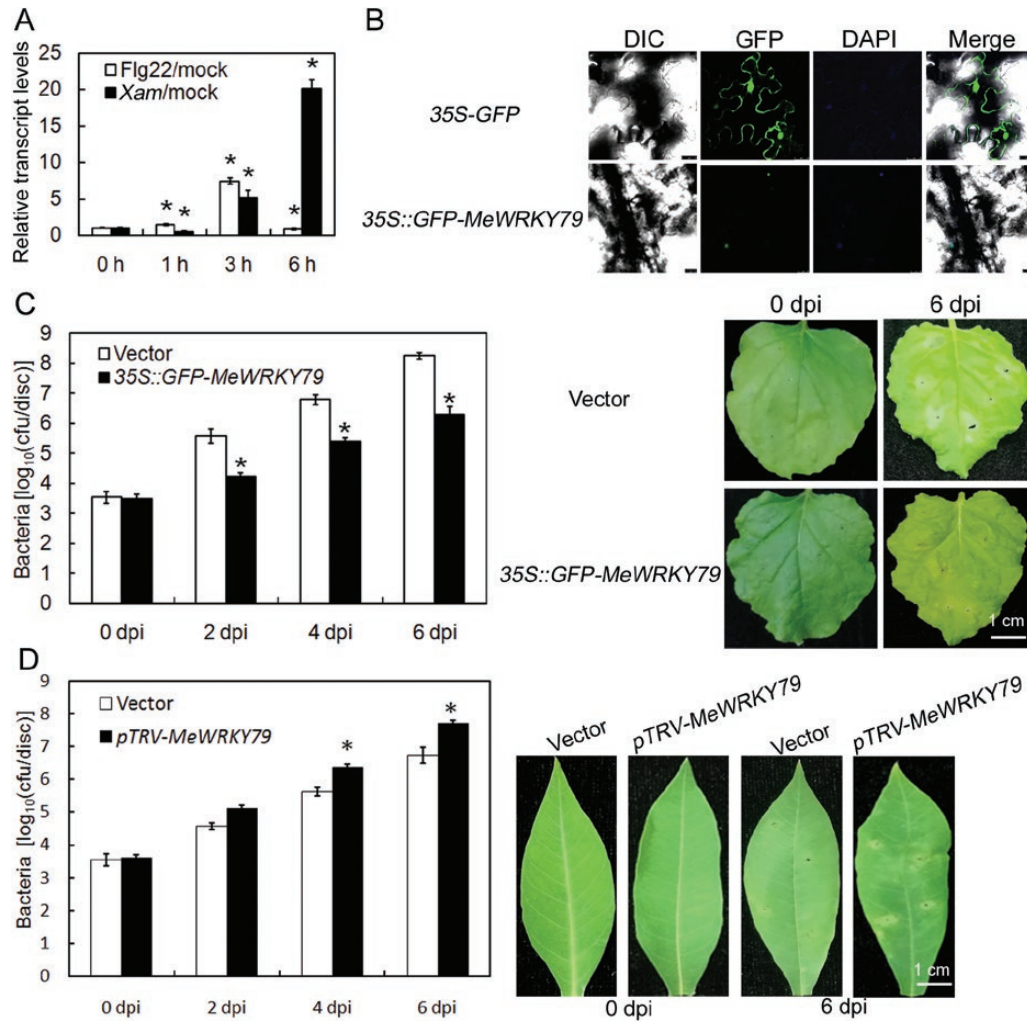 A
Relative transcript levels
25
20
15
10
5
0
Flg22/mock
Xam/mock
*
*
*
*
*
*
0 h
1 h
3 h
6 h
B
DIC
GFP
DAPI
Merge
35S-GFP
35S::GFP-MeWRKY79
C
Bacteria [log10(cfu/disc)]
9
8
7
6
5
4
3
2
1
0
Vector
35S::GFP-MeWRKY79
*
*
*
0 dpi
2 dpi
4 dpi
6 dpi
0 dpi
6 dpi
Vector
35S::GFP-MeWRKY79
1 cm
D
Bacteria [log10(cfu/disc)]
9
8
7
6
5
4
3
2
1
0
Vector
pTRV-MeWRKY79
*
*
0 dpi
2 dpi
4 dpi
6 dpi
Vector
pTRV-MeWRKY79
Vector
pTRV-MeWRKY79
1 cm
0 dpi
6 dpi